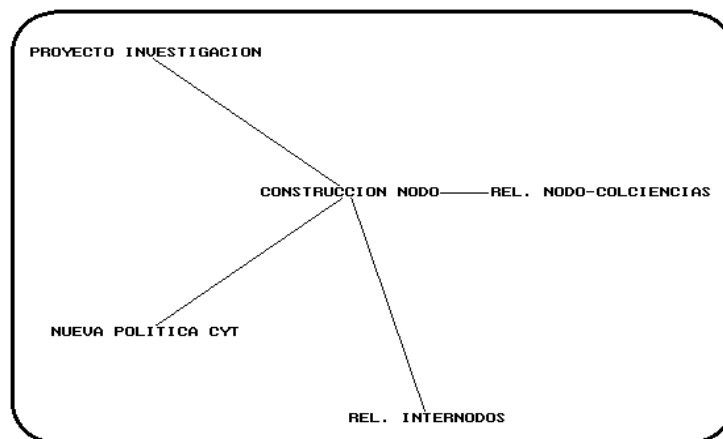 PROYECTO INVESTIGACION
CONSTRUCCION NODO
REL. NODO-COLCIENCIAS
NUEVA POLITICA CYT
REL. INTERNODOS